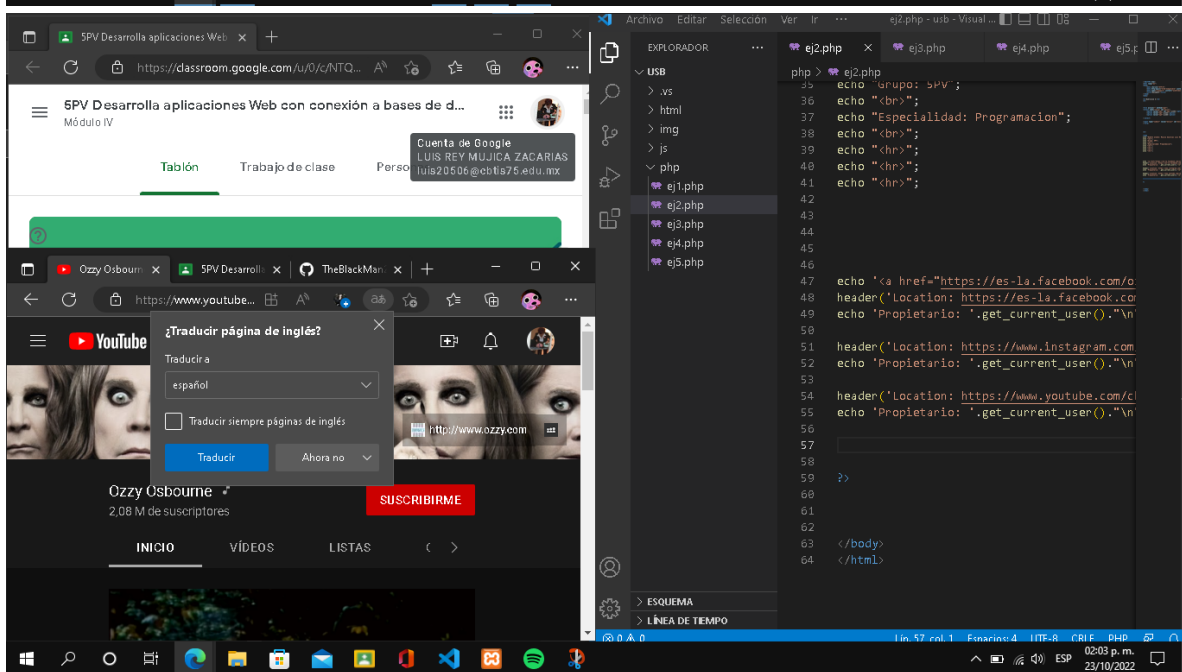 5PV Desarrolla aplicaciones Web
https://classroom.google.com/u/0/c/NTQ...
5PV Desarrolla aplicaciones Web con conexión a bases de d...
Módulo IV
Cuenta de Google
LUIS REY MUJICA ZACARIAS
luis20506@cbtis75.edu.mx
Tablón
Trabajo de clase
Perso
Ozzy Osbourn
5PV Desarrolla
TheBlackMan
https://www.youtube...
YouTube
¿Traducir página de inglés?
Traducir a
español
Traducir siempre páginas de inglés
Traducir
Ahora no
http://www.ozzy.com
Ozzy Osbourne
2,08 M de suscriptores
SUSCRIBIRME
INICIO
VÍDEOS
LISTAS
Archivo Editar Selección Ver Ir ...
ej2.php - usb - Visual ...
EXPLORADOR
USB
.vs
html
img
js
php
ej1.php
ej2.php
ej3.php
ej4.php
ej5.php
ESQUEMA
LÍNEA DE TIEMPO
ej2.php
ej3.php
ej4.php
ej5.p
php > ej2.php
35 echo "Grupo: 5PV";
36 echo "<br>";
37 echo "Especialidad: Programacion";
38 echo "<br>";
39 echo "<hr>";
40 echo "<hr>";
41 echo "<hr>";
42
43
44
45
46
47 echo '<a href="https://es-la.facebook.com/o
48 header('Location: https://es-la.facebook.com
49 echo 'Propietario: '.get_current_user()."\n"
50
51 header('Location: https://www.instagram.com
52 echo 'Propietario: '.get_current_user()."\n"
53
54 header('Location: https://www.youtube.com/c
55 echo 'Propietario: '.get_current_user()."\n"
56
57
58
59 ?>
60
61
62
63 </body>
64 </html>
0 0
Lín. 57, col. 1 Espacios: 4 UTF-8 CRLF PHP
ESP
02:03 p. m.
23/10/2022